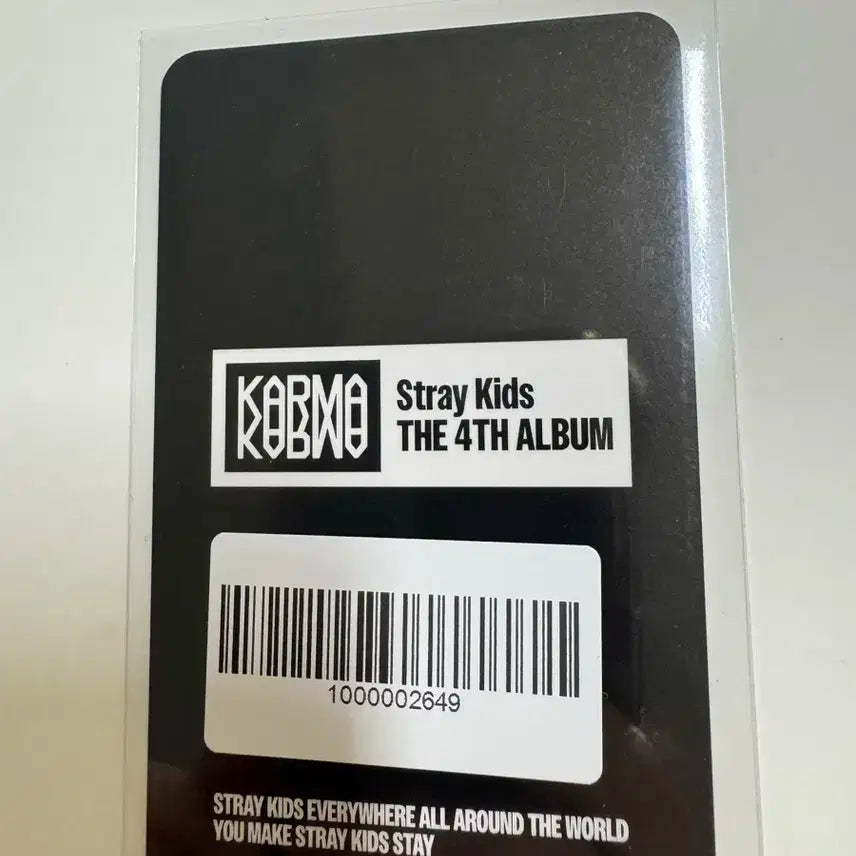 KARMA
Stray Kids
THE 4TH ALBUM
1000002649
STRAY KIDS EVERYWHERE ALL AROUND THE WORLD
YOU MAKE STRAY KIDS STAY